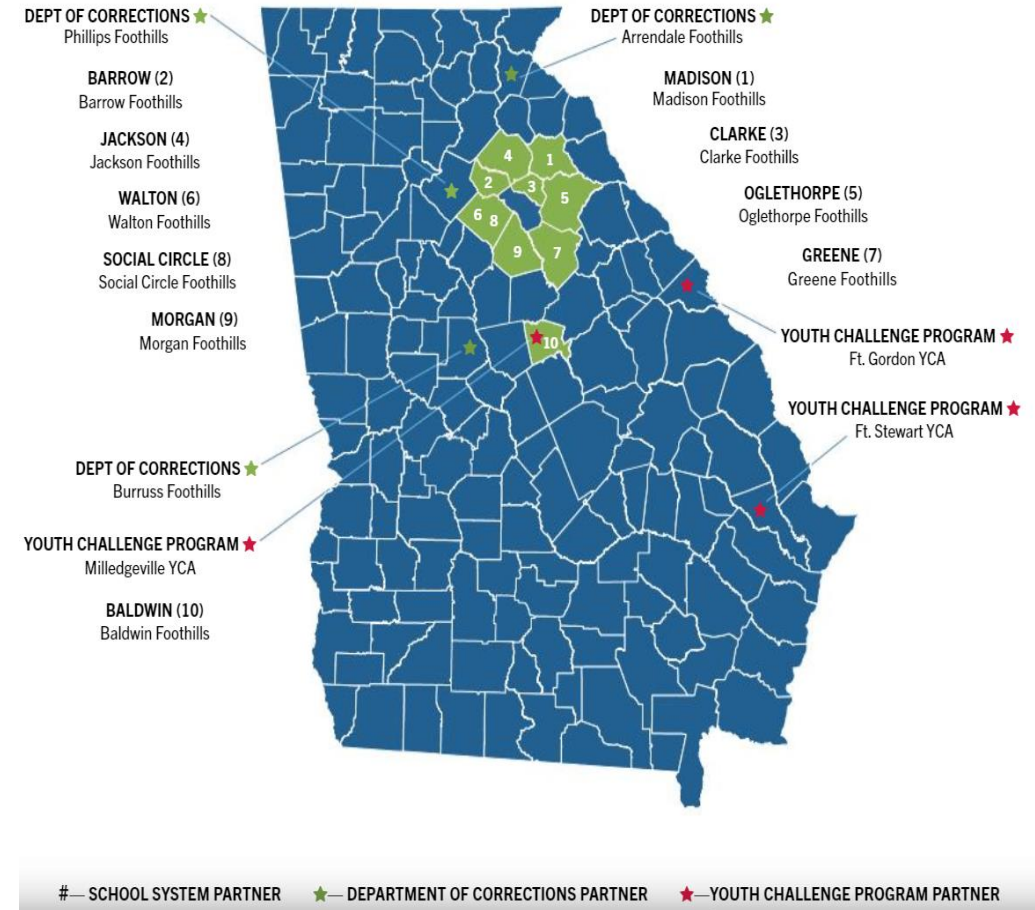 DEPT OF CORRECTIONS ★
Phillips Foothills
BARROW (2)
Barrow Foothills
JACKSON (4)
Jackson Foothills
WALTON (6)
Walton Foothills
SOCIAL CIRCLE (8)
Social Circle Foothills
MORGAN (9)
Morgan Foothills
DEPT OF CORRECTIONS ★
Burruss Foothills
YOUTH CHALLENGE PROGRAM ★
Milledgeville YCA
BALDWIN (10)
Baldwin Foothills
4
1
2
3
5
6
8
9
7
10
DEPT OF CORRECTIONS ★
Arrendale Foothills
MADISON (1)
Madison Foothills
CLARKE (3)
Clarke Foothills
OGLETHORPE (5)
Oglethorpe Foothills
GREENE (7)
Greene Foothills
YOUTH CHALLENGE PROGRAM ★
Ft. Gordon YCA
YOUTH CHALLENGE PROGRAM ★
Ft. Stewart YCA
#— SCHOOL SYSTEM PARTNER ★— DEPARTMENT OF CORRECTIONS PARTNER ★—YOUTH CHALLENGE PROGRAM PARTNER